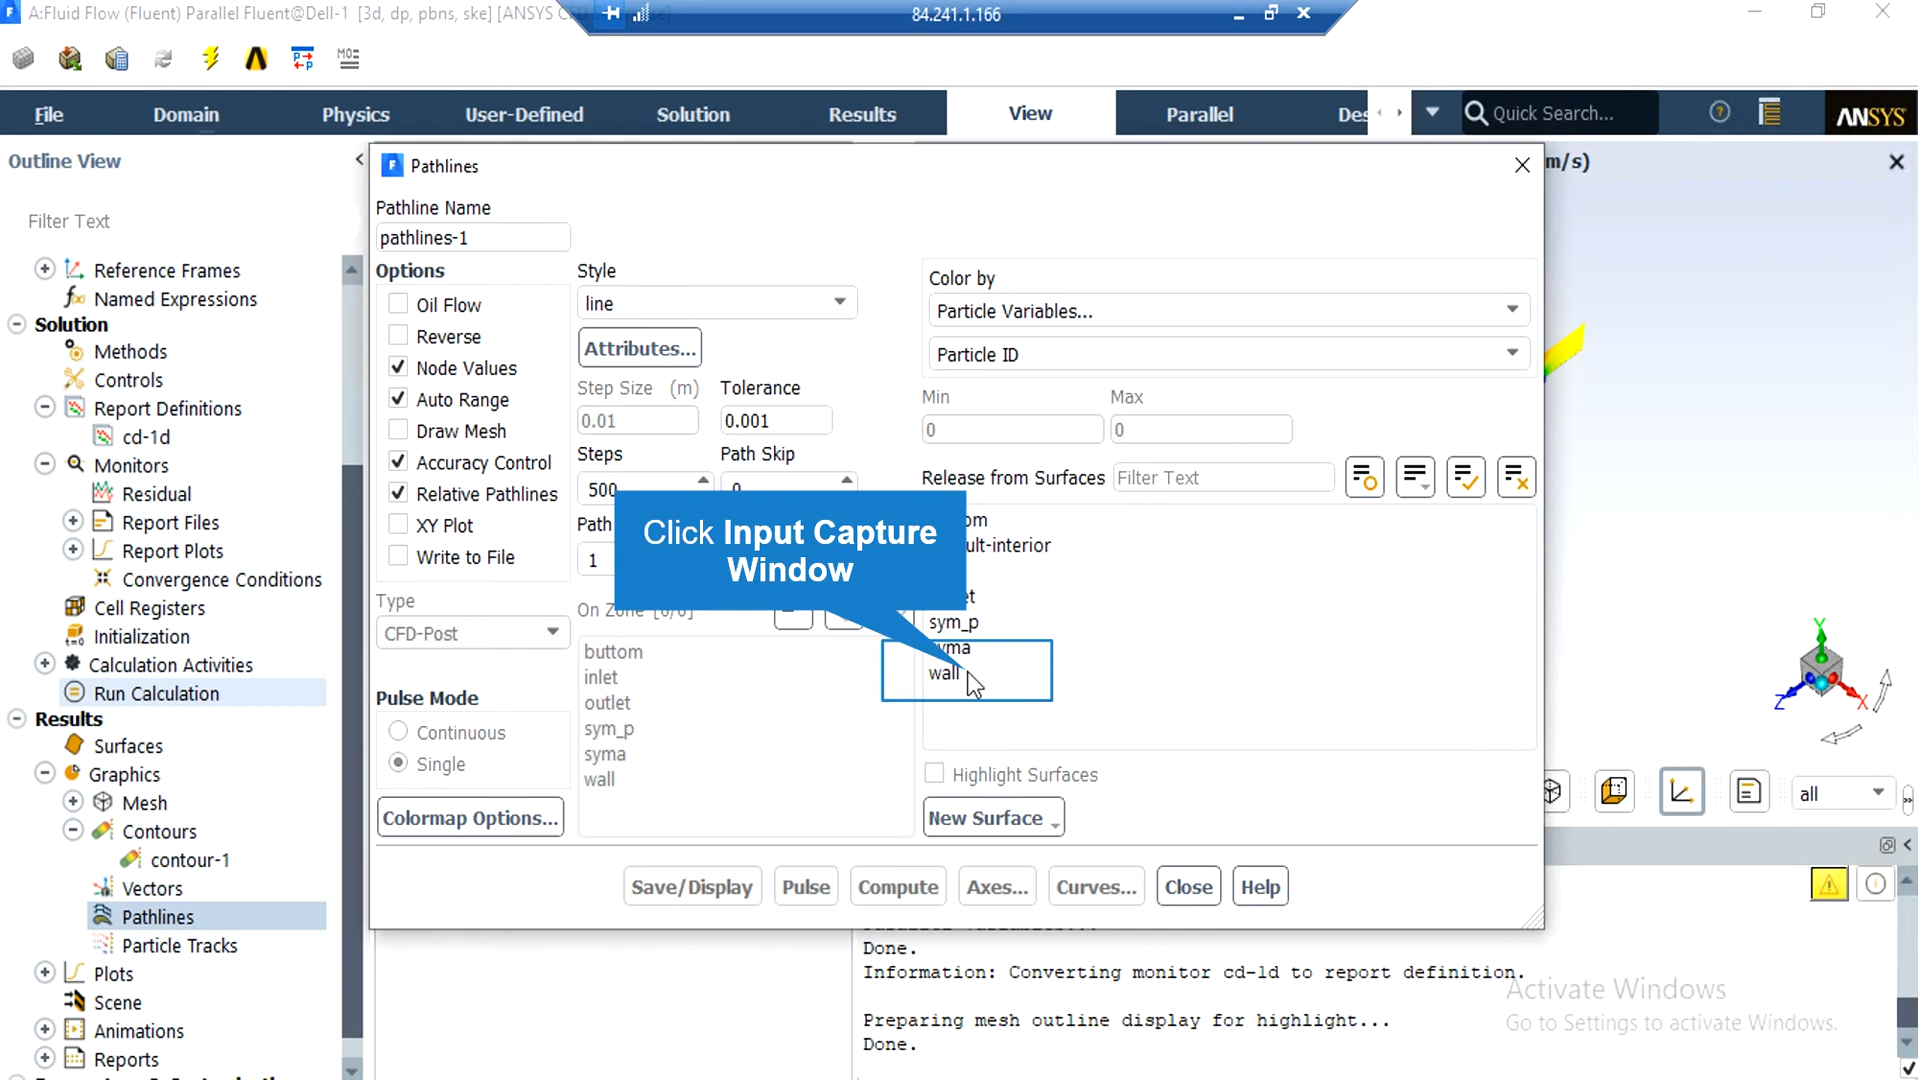 A:Fluid Flow (Fluent) Parallel Fluent@Dell-1 [3d, dp, pbns, ske] [ANSYS
84.241.1.166
File
Domain
Physics
User-Defined
Solution
Results
View
Parallel
Des
Quick Search...
ANSYS
Outline View
Filter Text
Reference Frames
Named Expressions
Solution
Methods
Controls
Report Definitions
cd-1d
Monitors
Residual
Report Files
Report Plots
Convergence Conditions
Cell Registers
Initialization
Calculation Activities
Run Calculation
Results
Surfaces
Graphics
Mesh
Contours
contour-1
Vectors
Pathlines
Particle Tracks
Plots
Scene
Animations
Reports
Pathlines
Pathline Name
pathlines-1
Options
Oil Flow
Reverse
Node Values
Auto Range
Draw Mesh
Accuracy Control
Relative Pathlines
XY Plot
Write to File
Type
CFD-Post
Pulse Mode
Continuous
Single
Colormap Options...
Style
line
Attributes...
Step Size (m)
Tolerance
0.01
0.001
Steps
Path Skip
500
0
Path
1
Click Input Capture
Window
On Zone [0/6]
buttom
inlet
outlet
sym_p
syma
wall
Color by
Particle Variables...
Particle ID
Min
Max
0
0
Release from Surfaces
Filter Text
om
ult-interior
et
sym_p
yma
wall
Highlight Surfaces
New Surface
Save/Display
Pulse
Compute
Axes...
Curves...
Close
Help
m/s)
Y
Z
X
all
Done.
Information: Converting monitor cd-1d to report definition.
Preparing mesh outline display for highlight...
Done.
Activate Windows
Go to Settings to activate Windows.